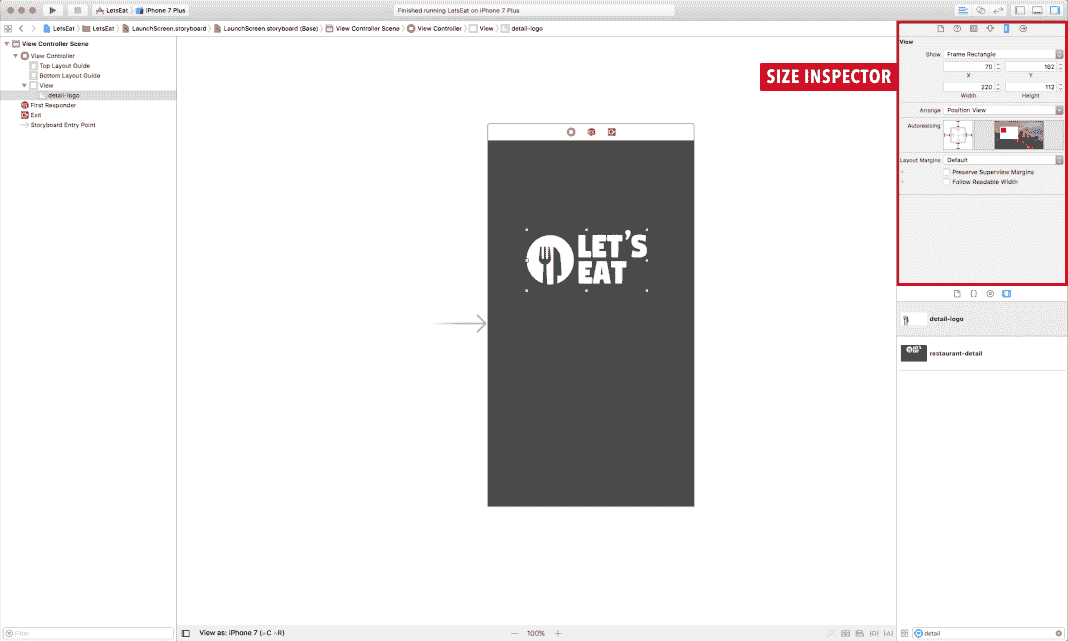 LetsEat iPhone 7 Plus
Finished running LetsEat on iPhone 7 Plus
LetsEat LetsEat LaunchScreen.storyboard LaunchScreen.storyboard (Base) View Controller Scene View Controller View detail-logo
View Controller Scene
View Controller
Top Layout Guide
Bottom Layout Guide
View
detail-logo
First Responder
Exit
Storyboard Entry Point
LET'S
EAT
SIZE INSPECTOR
View
Show Frame Rectangle
70 162
X Y
220 112
Width Height
Arrange Position View
Autoresizing
Layout Margins Default
Preserve Superview Margins
Follow Readable Width
detail-logo
LET'S
EAT
restaurant-detail
Filter
View as: iPhone 7 (wC hR)
— 100% +
detail